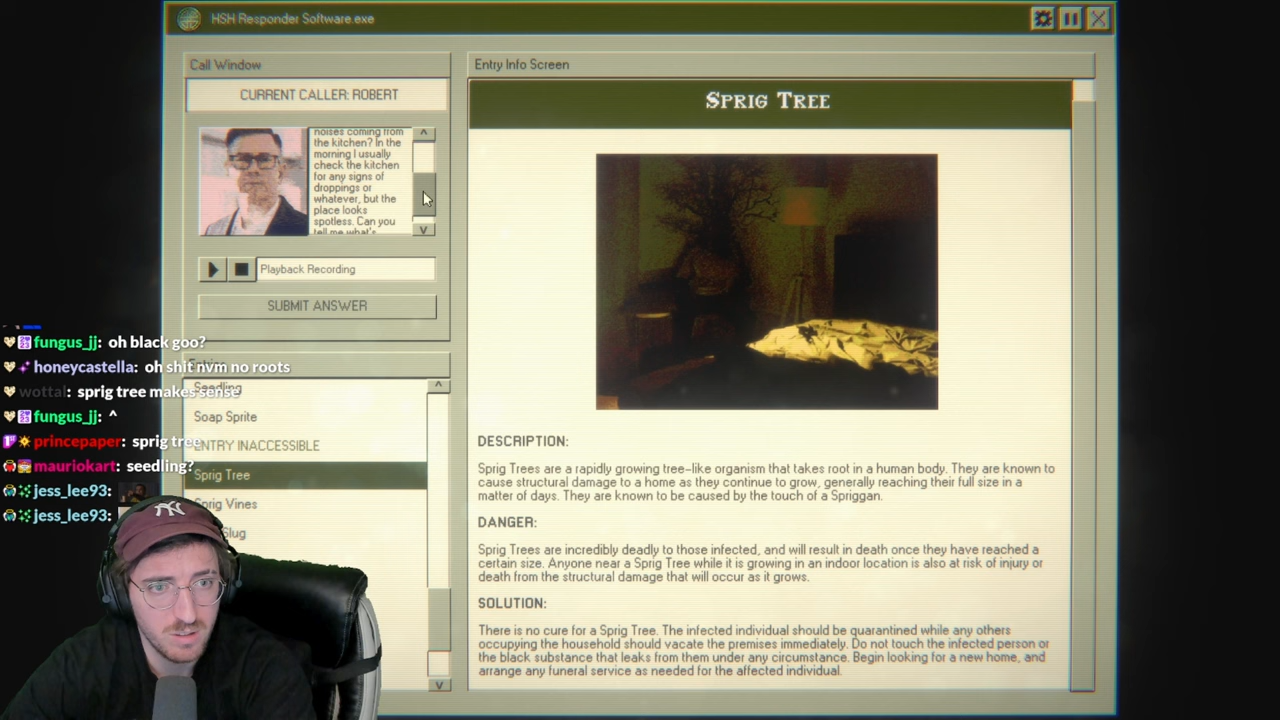 HSH Responder Software.exe
Call Window
CURRENT CALLER: ROBERT
noises coming from
the kitchen? In the
morning I usually
check the kitchen
for any signs of
droppings or
whatever, but the
place looks
spotless. Can you
tell me what's
Playback Recording
SUBMIT ANSWER
Seedling
Soap Sprite
ENTRY INACCESSIBLE
Sprig Tree
Sprig Vines
Slug
fungus_jj: oh black goo?
honeycastella: oh shit nvm no roots
wottal: sprig tree makes sense
fungus_jj: ^
princepaper: sprig tree
mauriokart: seedling?
jess_lee93:
jess_lee93:
Entry Info Screen
SPRIG TREE
DESCRIPTION:
Sprig Trees are a rapidly growing tree-like organism that takes root in a human body. They are known to
cause structural damage to a home as they continue to grow, generally reaching their full size in a
matter of days. They are known to be caused by the touch of a Spriggan.
DANGER:
Sprig Trees are incredibly deadly to those infected, and will result in death once they have reached a
certain size. Anyone near a Sprig Tree while it is growing in an indoor location is also at risk of injury or
death from the structural damage that will occur as it grows.
SOLUTION:
There is no cure for a Sprig Tree. The infected individual should be quarantined while any others
occupying the household should vacate the premises immediately. Do not touch the infected person or
the black substance that leaks from them under any circumstance. Begin looking for a new home, and
arrange any funeral service as needed for the affected individual.